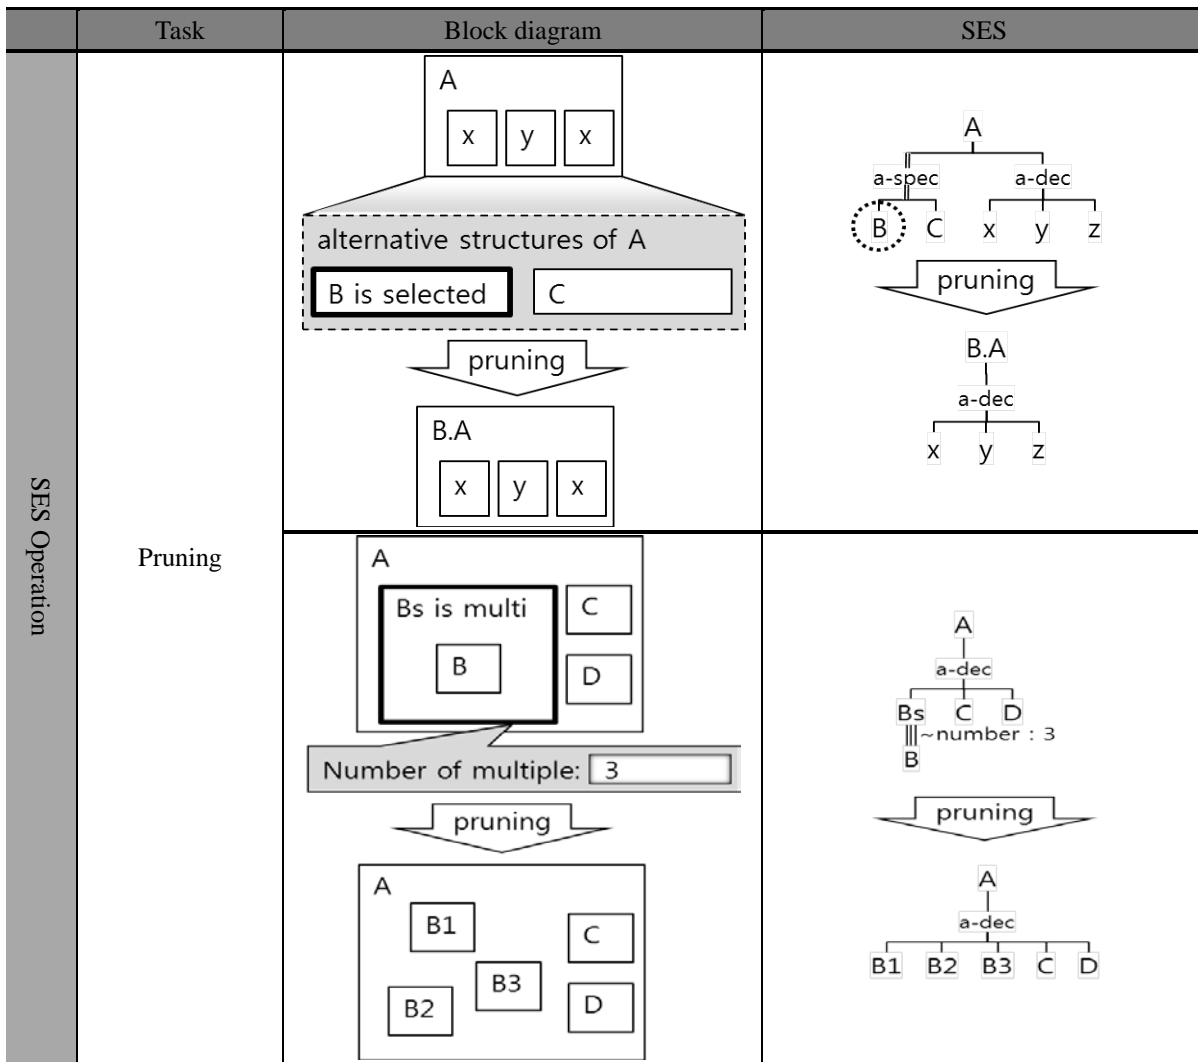 Task Block diagram SES
SES Operation
Pruning
A
x y x
alternative structures of A
B is selected C
pruning
B.A
x y x
A
a-spec a-dec
B C x y z
pruning
B.A
a-dec
x y z
A
Bs is multi
B
C
D
Number of multiple: 3
pruning
A
B1
B2
B3
C
D
A
a-dec
Bs C D
~number : 3
B
pruning
A
a-dec
B1 B2 B3 C D